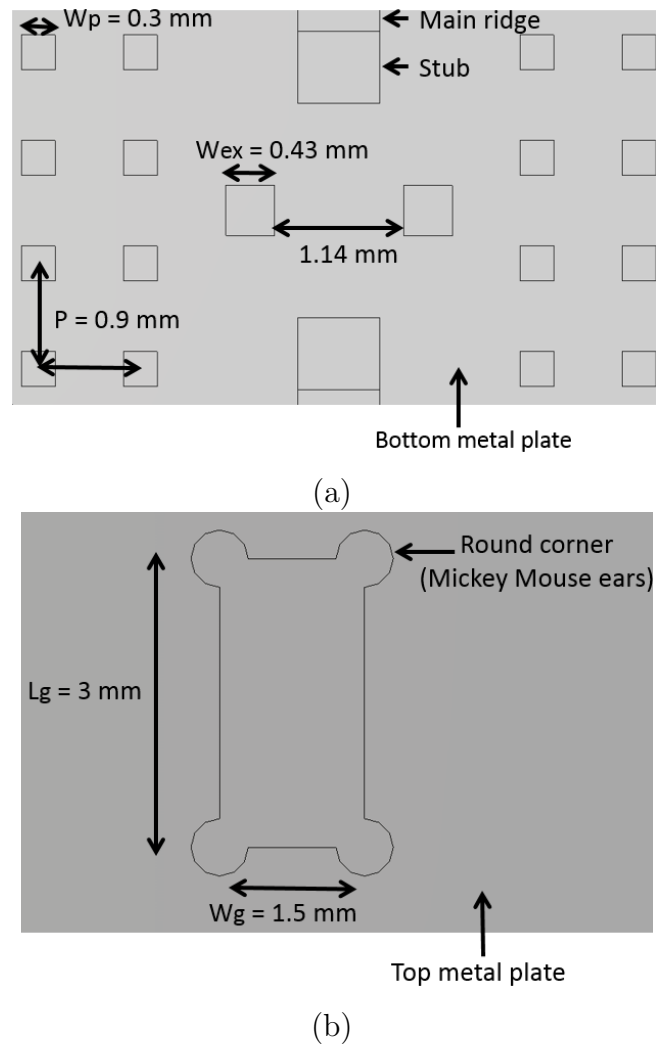 Wp = 0.3 mm
Main ridge
Stub
Wex = 0.43 mm
1.14 mm
P = 0.9 mm
Bottom metal plate
(a)
Round corner
(Mickey Mouse ears)
Lg = 3 mm
Wg = 1.5 mm
Top metal plate
(b)